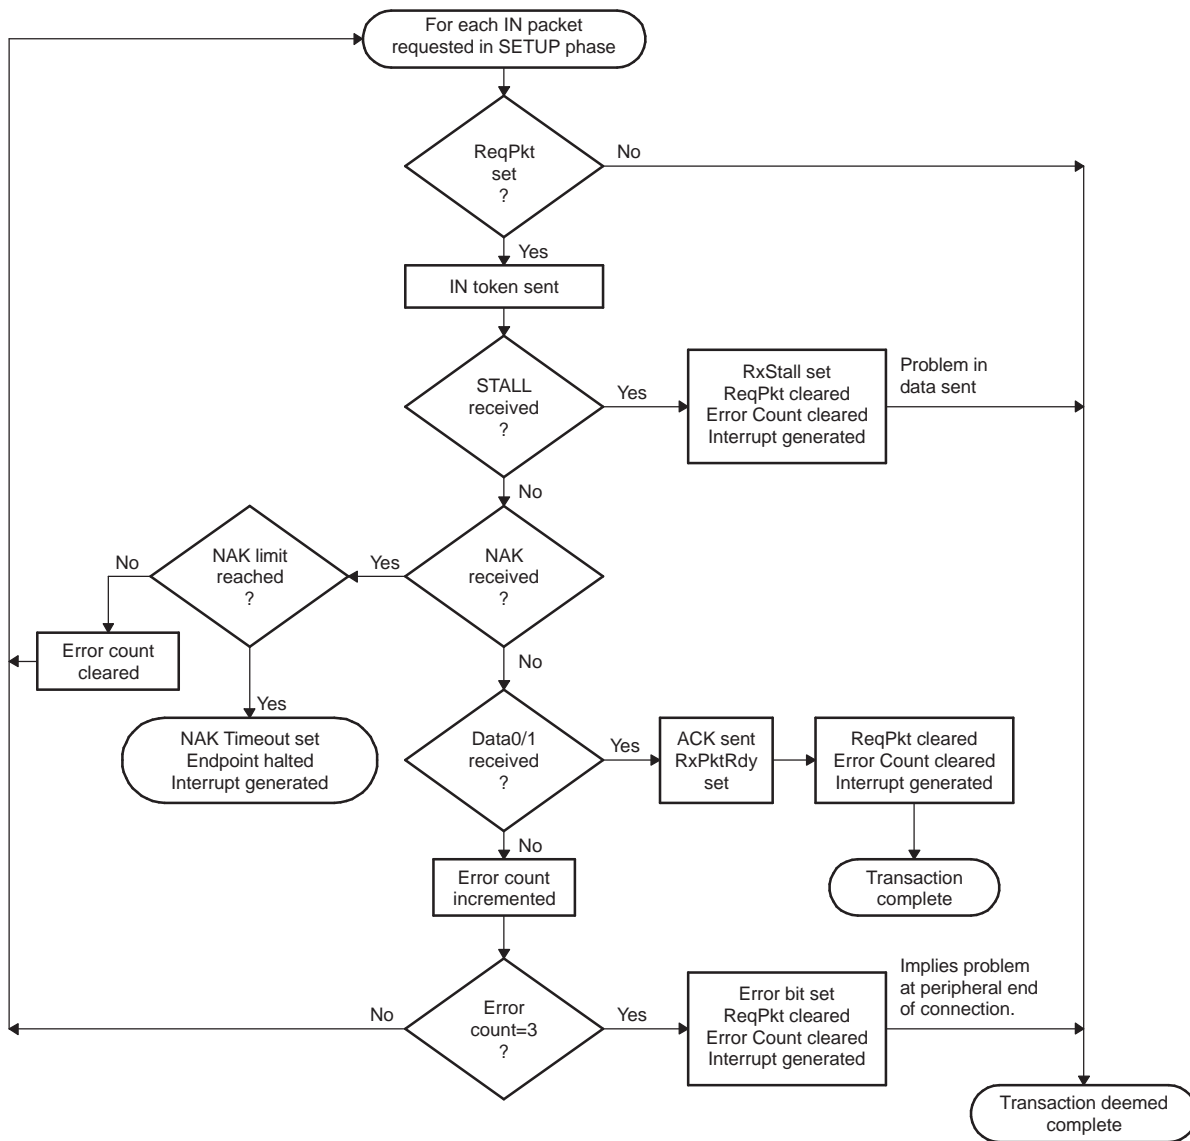 For each IN packet
requested in SETUP phase
ReqPkt
set
?
No
Yes
IN token sent
STALL
received
?
Yes
RxStall set
ReqPkt cleared
Error Count cleared
Interrupt generated
Problem in
data sent
No
NAK
received
?
Yes
NAK limit
reached
?
No
Error count
cleared
Yes
NAK Timeout set
Endpoint halted
Interrupt generated
No
Data0/1
received
?
Yes
ACK sent
RxPktRdy
set
ReqPkt cleared
Error Count cleared
Interrupt generated
Transaction
complete
No
Error count
incremented
Error
count=3
?
No
Yes
Error bit set
ReqPkt cleared
Error Count cleared
Interrupt generated
Implies problem
at peripheral end
of connection.
Transaction deemed
complete